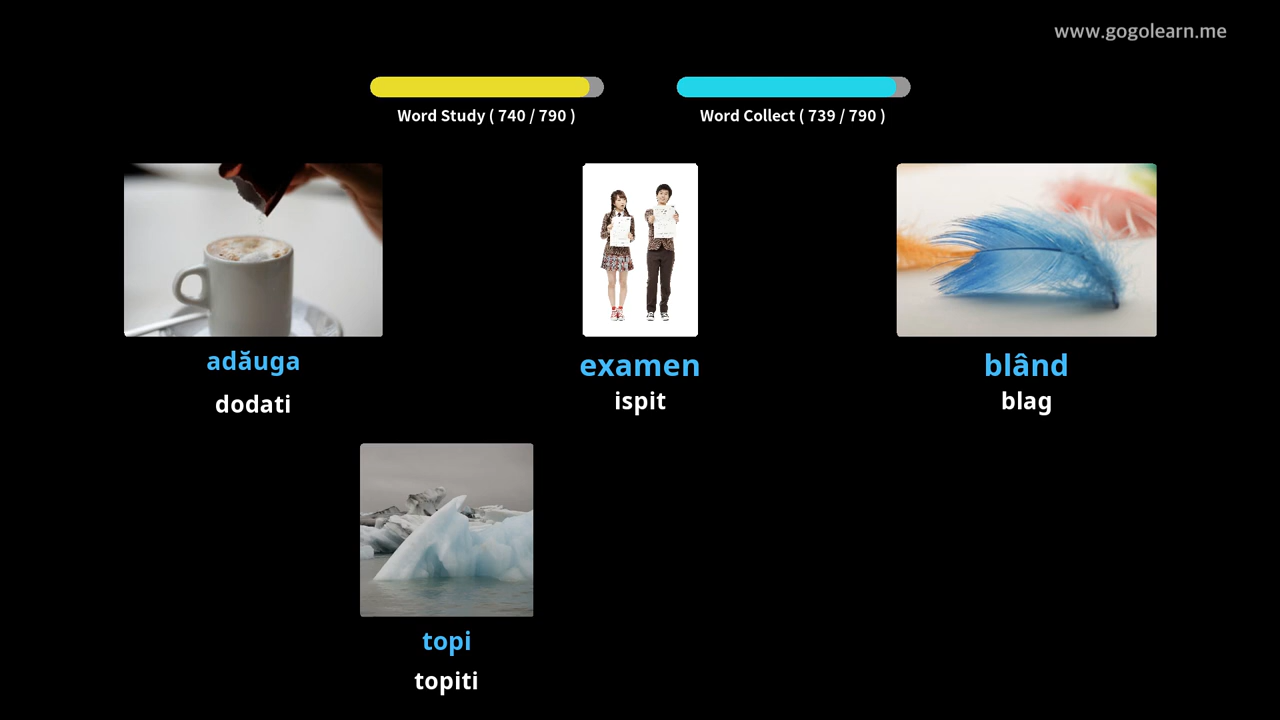 www.gogolearn.me
Word Study ( 740 / 790 )
Word Collect ( 739 / 790 )
adăuga
dodati
examen
ispit
blând
blag
topi
topiti